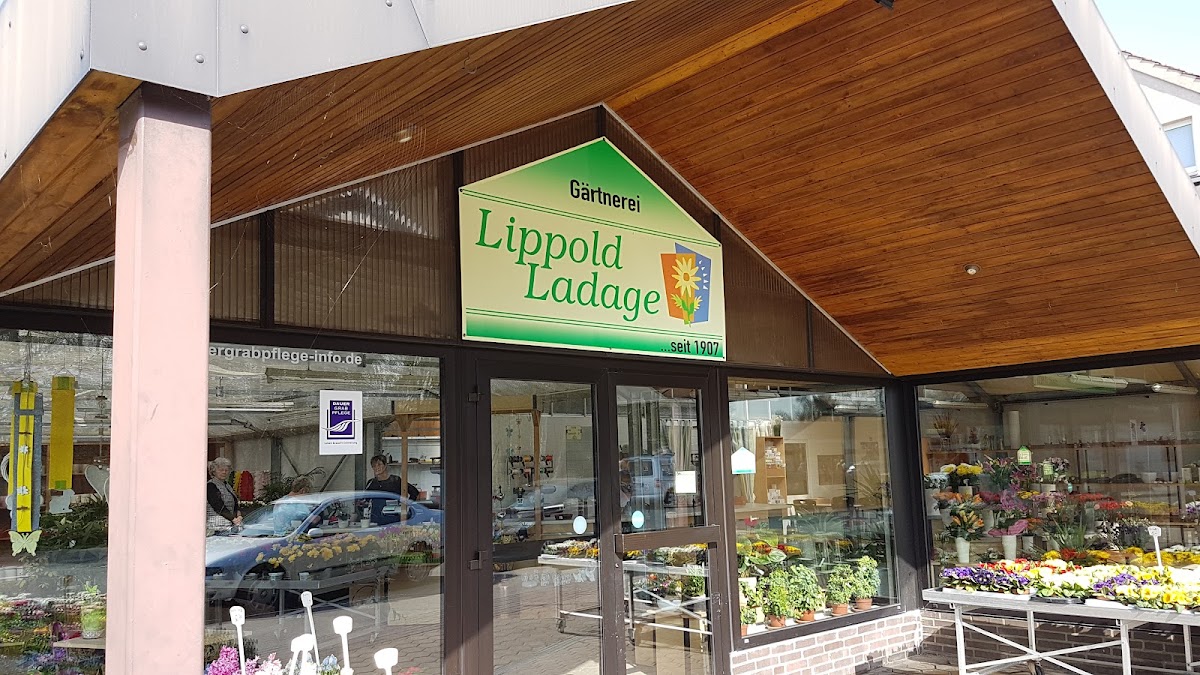 Gärtnerei
Lippold
Ladage
...seit 1907
ergrabpflege-info.de
DAUER
GRAB
PFLEGE